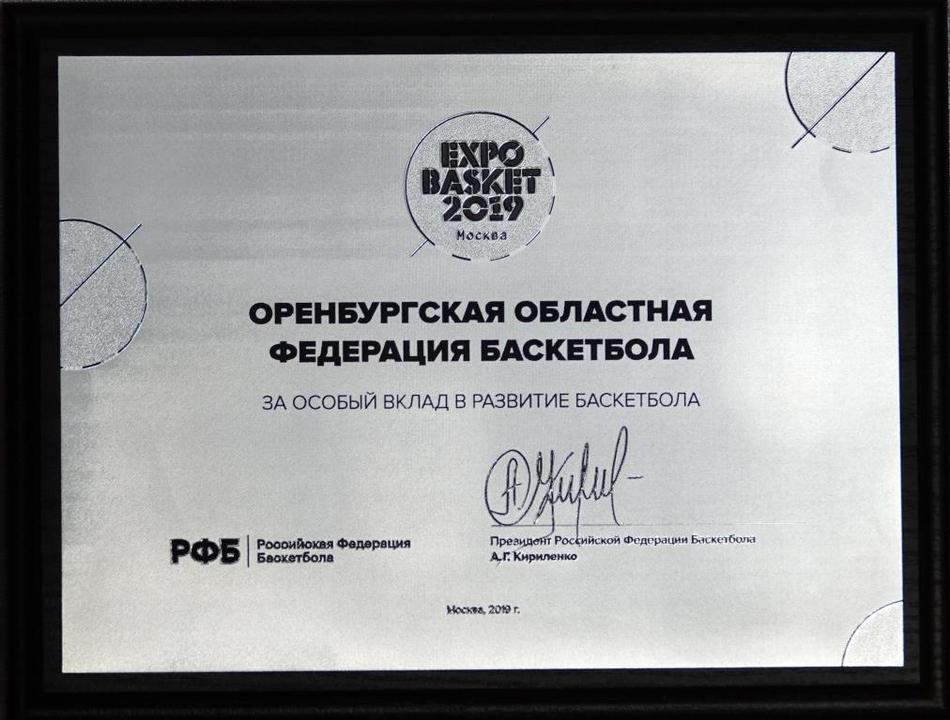 EXPO
BASKET
2019
Москва
ОРЕНБУРГСКАЯ ОБЛАСТНАЯ
ФЕДЕРАЦИЯ БАСКЕТБОЛА
ЗА ОСОБЫЙ ВКЛАД В РАЗВИТИЕ БАСКЕТБОЛА
РФБ
Российская Федерация
Баскетбола
Президент Российской Федерации Баскетбола
А.Г. Кириленко
Москва, 2019 г.